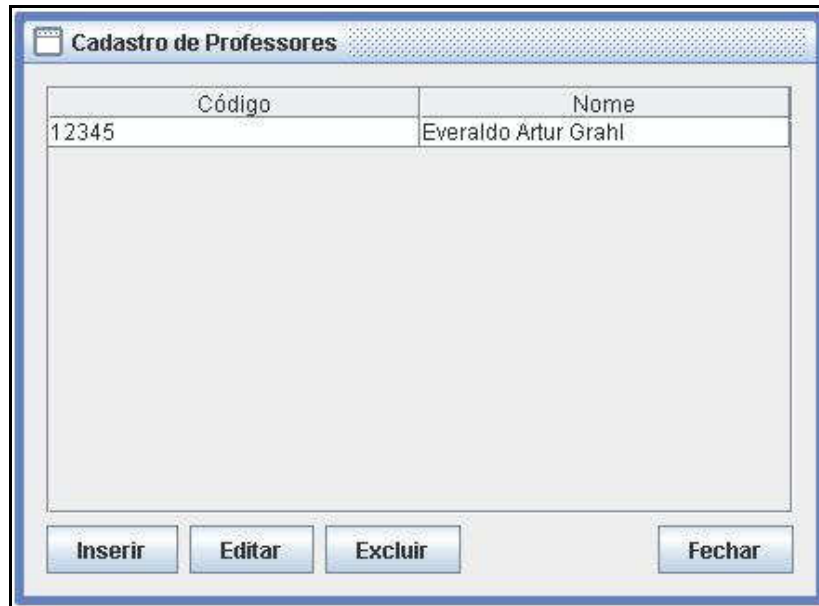 Cadastro de Professores
Código Nome
12345 Everaldo Artur Grahl
Inserir Editar Excluir Fechar